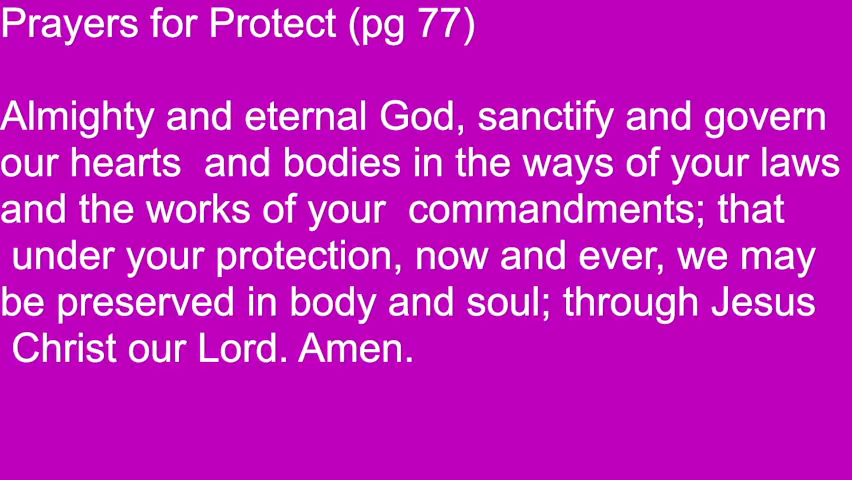 Prayers for Protect (pg 77)
Almighty and eternal God, sanctify and govern
our hearts  and bodies in the ways of your laws
and the works of your  commandments; that
under your protection, now and ever, we may
be preserved in body and soul; through Jesus
Christ our Lord. Amen.